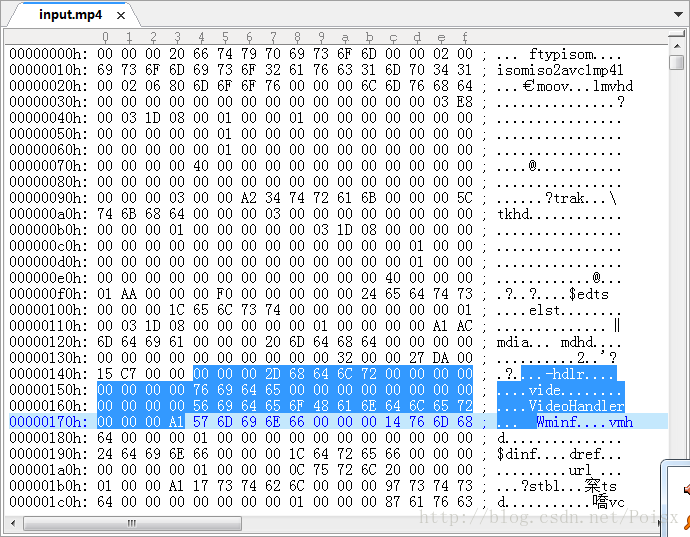 input.mp4 ×
0 1 2 3 4 5 6 7 8 9 a b c d e f
00000000h: 00 00 00 20 66 74 79 70 69 73 6F 6D 00 00 02 00 ; ... ftypisom....
00000010h: 69 73 6F 6D 69 73 6F 32 61 76 63 31 6D 70 34 31 ; isomiso2avc1mp41
00000020h: 00 02 06 80 6D 6F 6F 76 00 00 00 6C 6D 76 68 64 ; ...€moov...lmvhd
00000030h: 00 00 00 00 00 00 00 00 00 00 00 00 00 00 03 E8 ; ...............?
00000040h: 00 03 1D 08 00 01 00 00 01 00 00 00 00 00 00 00 ; ................
00000050h: 00 00 00 00 00 01 00 00 00 00 00 00 00 00 00 00 ; ................
00000060h: 00 00 00 00 00 01 00 00 00 00 00 00 00 00 00 00 ; ................
00000070h: 00 00 00 00 40 00 00 00 00 00 00 00 00 00 00 00 ; ....@...........
00000080h: 00 00 00 00 00 00 00 00 00 00 00 00 00 00 00 00 ; ................
00000090h: 00 00 00 03 00 00 A2 34 74 72 61 6B 00 00 00 5C ; ......?trak...\
000000a0h: 74 6B 68 64 00 00 00 03 00 00 00 00 00 00 00 00 ; tkhd............
000000b0h: 00 00 00 01 00 00 00 00 00 03 1D 08 00 00 00 00 ; ................
000000c0h: 00 00 00 00 00 00 00 00 00 00 00 00 00 01 00 00 ; ................
000000d0h: 00 00 00 00 00 00 00 00 00 00 00 00 00 01 00 00 ; ................
000000e0h: 00 00 00 00 00 00 00 00 00 00 00 00 40 00 00 00 ; ............@...
000000f0h: 01 AA 00 00 00 F0 00 00 00 00 00 24 65 64 74 73 ; .?..?....$edts
00000100h: 00 00 00 1C 65 6C 73 74 00 00 00 00 00 00 00 01 ; ....elst........
00000110h: 00 03 1D 08 00 00 00 00 00 01 00 00 00 00 A1 AC ; ..............‖
00000120h: 6D 64 69 61 00 00 00 20 6D 64 68 64 00 00 00 00 ; mdia... mdhd....
00000130h: 00 00 00 00 00 00 00 00 00 00 32 00 00 27 DA 00 ; ..........2..'?
00000140h: 15 C7 00 00 00 00 00 2D 68 64 6C 72 00 00 00 00 ; .?....-hdlr....
00000150h: 00 00 00 00 76 69 64 65 00 00 00 00 00 00 00 00 ; ....vide........
00000160h: 00 00 00 00 56 69 64 65 6F 48 61 6E 64 6C 65 72 ; ....VideoHandler
00000170h: 00 00 00 A1 57 6D 69 6E 66 00 00 00 14 76 6D 68 ; ...Wminf....vmh
00000180h: 64 00 00 00 01 00 00 00 00 00 00 00 00 00 00 00 ; d...............
00000190h: 24 64 69 6E 66 00 00 00 1C 64 72 65 66 00 00 00 ; $dinf....dref...
000001a0h: 00 00 00 00 01 00 00 00 0C 75 72 6C 20 00 00 00 ; .........url ...
000001b0h: 01 00 00 A1 17 73 74 62 6C 00 00 00 97 73 74 73 ; ...?stbl...梥ts
000001c0h: 64 00 00 00 00 00 00 00 01 00 00 00 87 61 76 63 ; d...........嘺vc
http://blog.csdn.net/Poisx